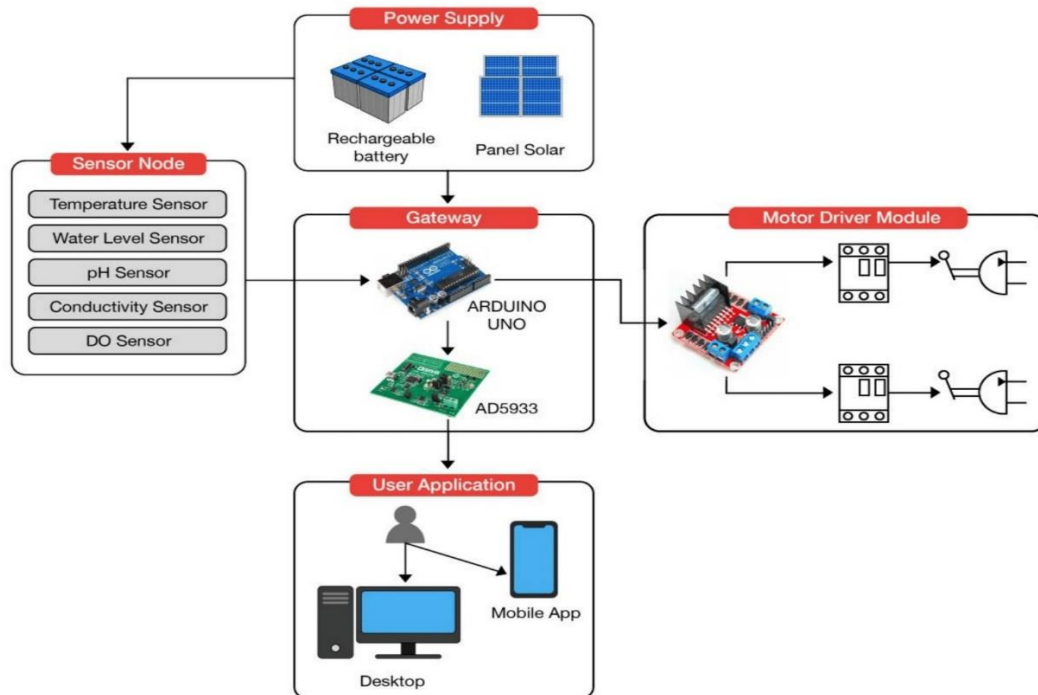 Power Supply
Rechargeable
battery
Panel Solar
Sensor Node
Temperature Sensor
Water Level Sensor
pH Sensor
Conductivity Sensor
DO Sensor
Gateway
ARDUINO
UNO
AD5933
Motor Driver Module
User Application
Mobile App
Desktop